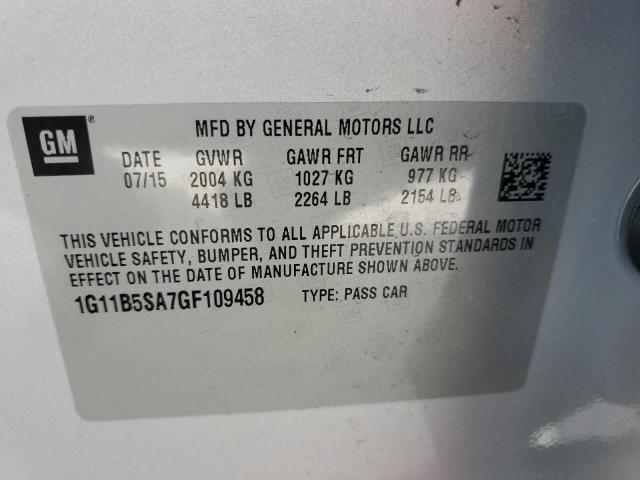 GM ®
MFD BY GENERAL MOTORS LLC
DATE GVWR GAWR FRT GAWR RR
07/15 2004 KG 1027 KG 977 KG
4418 LB 2264 LB 2154 LB
THIS VEHICLE CONFORMS TO ALL APPLICABLE U.S. FEDERAL MOTOR
VEHICLE SAFETY, BUMPER, AND THEFT PREVENTION STANDARDS IN
EFFECT ON THE DATE OF MANUFACTURE SHOWN ABOVE.
1G11B5SA7GF109458 TYPE: PASS CAR